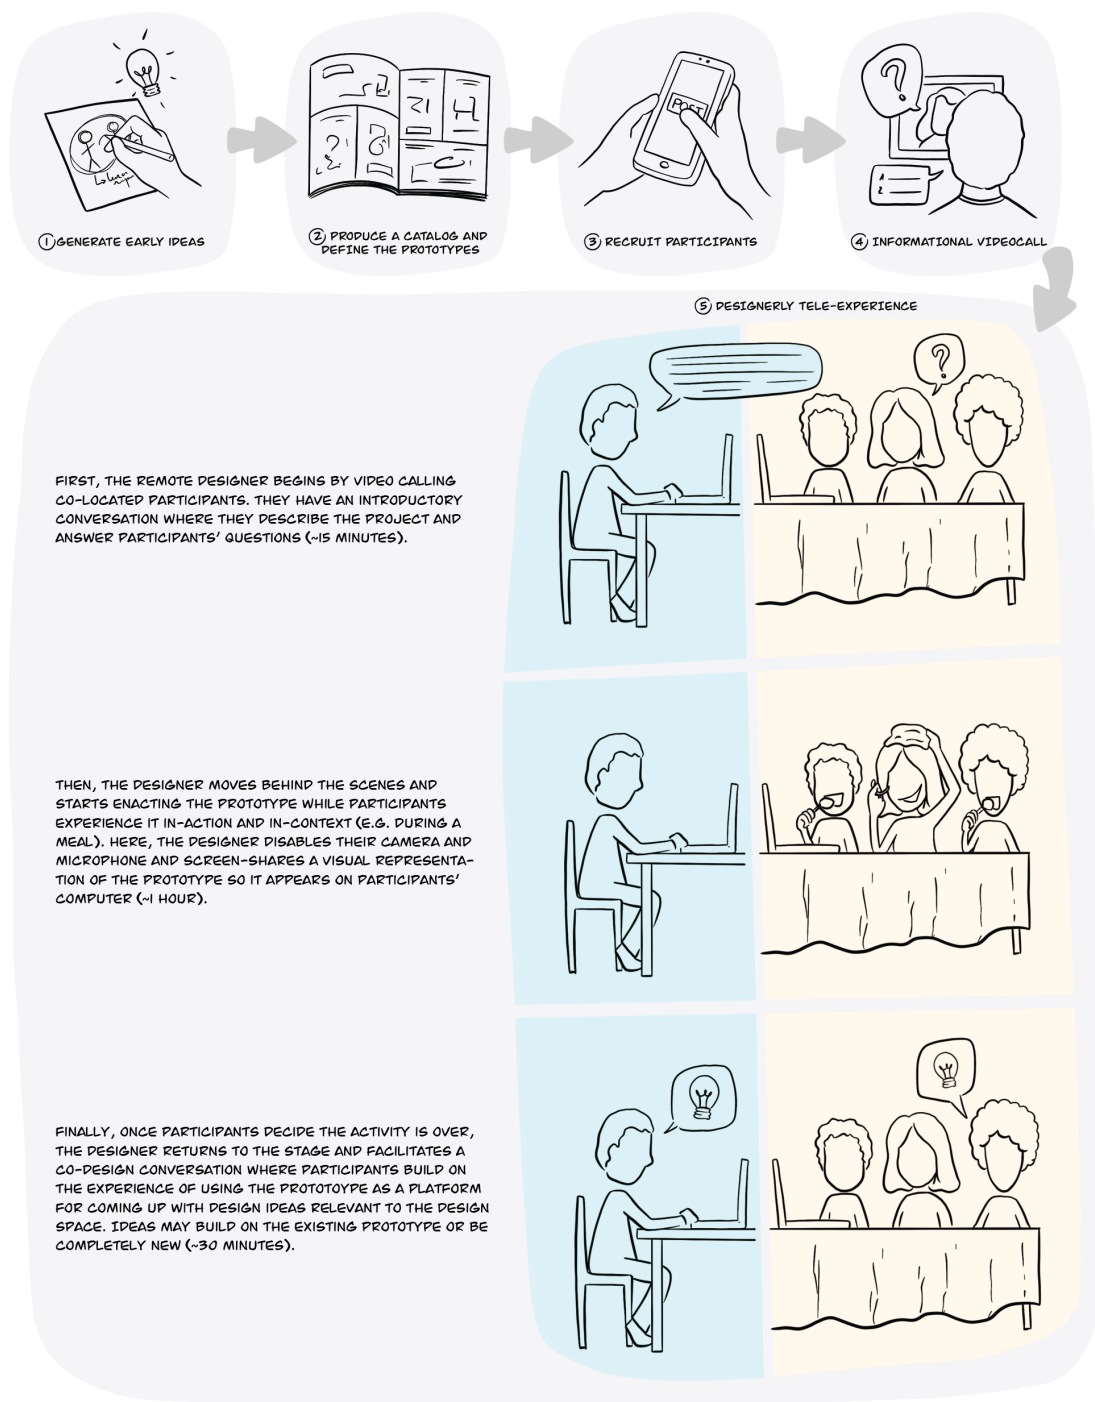 1 GENERATE EARLY IDEAS
2 PRODUCE A CATALOG AND
DEFINE THE PROTOTYPES
POST
3 RECRUIT PARTICIPANTS
?
1.
2.
4 INFORMATIONAL VIDEOCALL
5 DESIGNERLY TELE-EXPERIENCE
?
FIRST, THE REMOTE DESIGNER BEGINS BY VIDEO CALLING
CO-LOCATED PARTICIPANTS. THEY HAVE AN INTRODUCTORY
CONVERSATION WHERE THEY DESCRIBE THE PROJECT AND
ANSWER PARTICIPANTS' QUESTIONS (~15 MINUTES).
THEN, THE DESIGNER MOVES BEHIND THE SCENES AND
STARTS ENACTING THE PROTOTYPE WHILE PARTICIPANTS
EXPERIENCE IT IN-ACTION AND IN-CONTEXT (E.G. DURING A
MEAL). HERE, THE DESIGNER DISABLES THEIR CAMERA AND
MICROPHONE AND SCREEN-SHARES A VISUAL REPRESENTA-
TION OF THE PROTOTYPE SO IT APPEARS ON PARTICIPANTS'
COMPUTER (~1 HOUR).
FINALLY, ONCE PARTICIPANTS DECIDE THE ACTIVITY IS OVER,
THE DESIGNER RETURNS TO THE STAGE AND FACILITATES A
CO-DESIGN CONVERSATION WHERE PARTICIPANTS BUILD ON
THE EXPERIENCE OF USING THE PROTOTOYPE AS A PLATFORM
FOR COMING UP WITH DESIGN IDEAS RELEVANT TO THE DESIGN
SPACE. IDEAS MAY BUILD ON THE EXISTING PROTOTYPE OR BE
COMPLETELY NEW (~30 MINUTES).